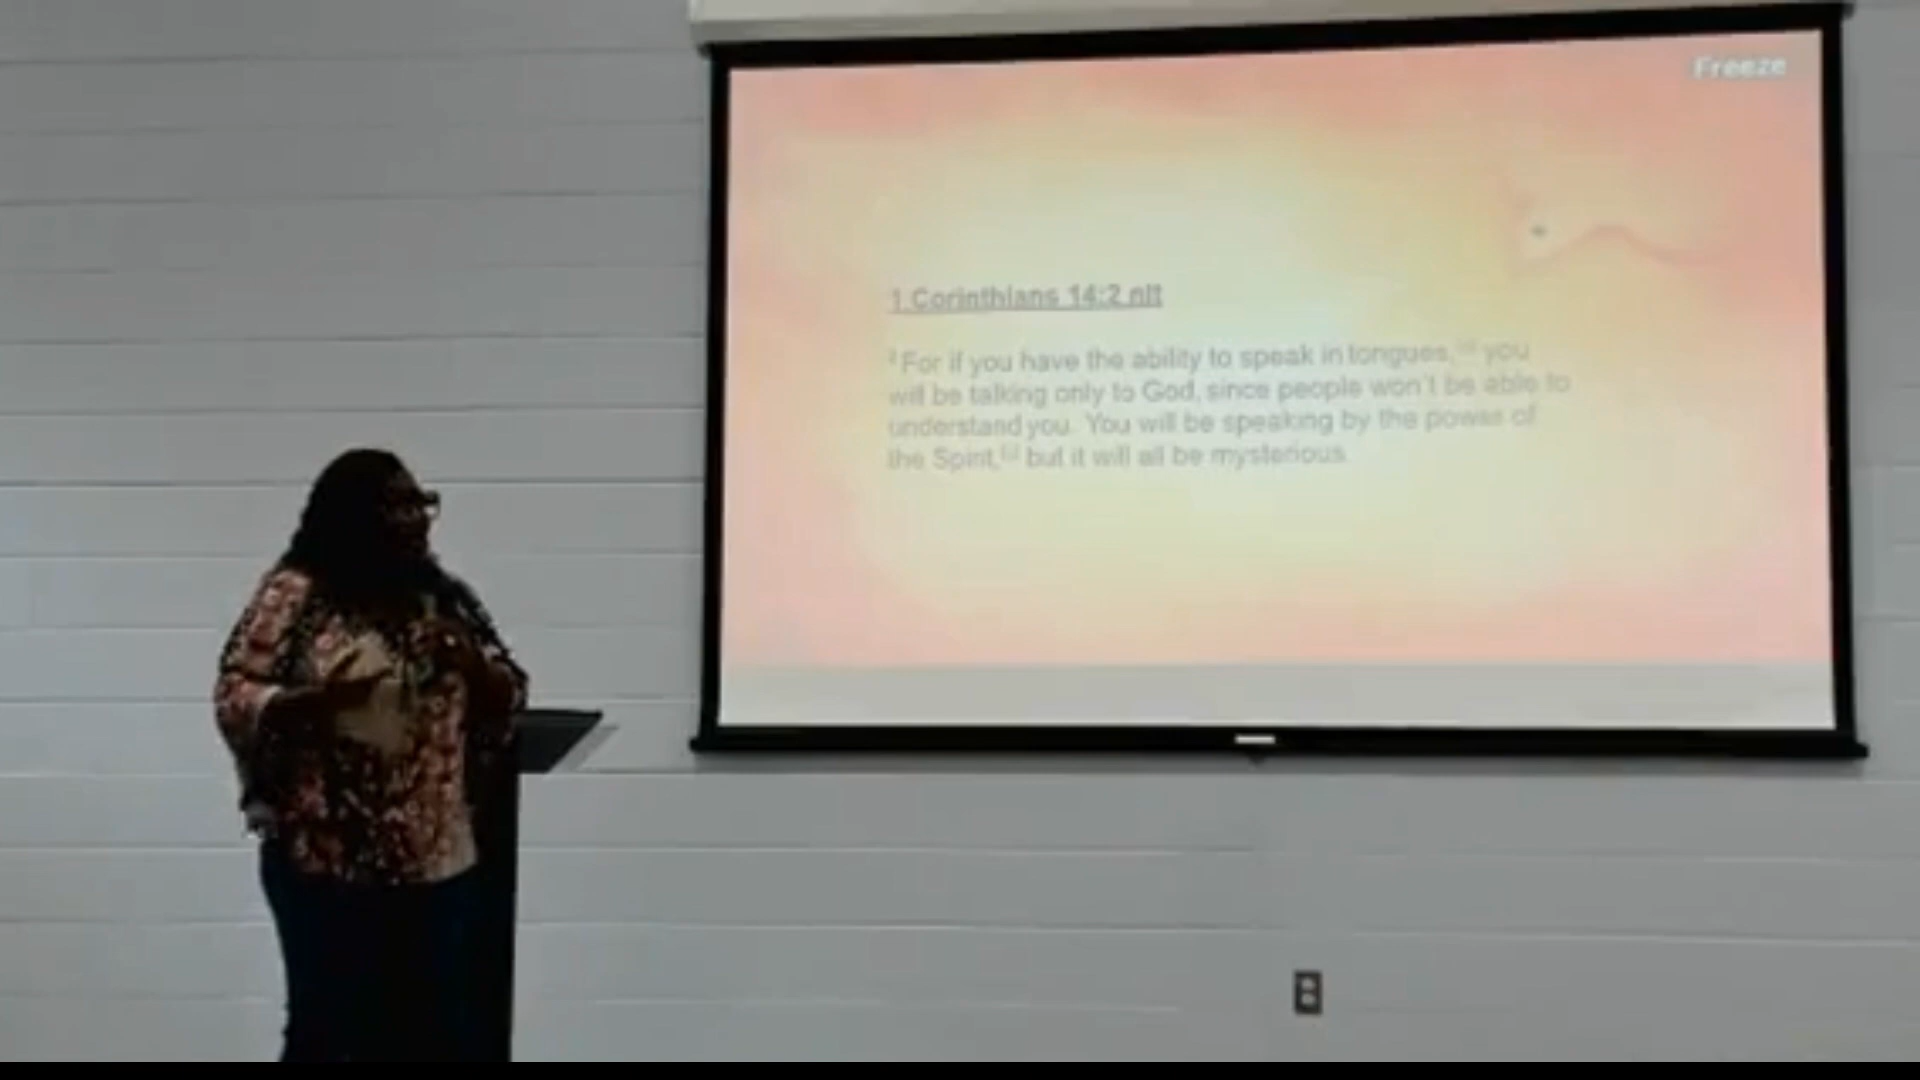 Freeze
1 Corinthians 14:2 nlt
2 For if you have the ability to speak in tongues, you
will be talking only to God, since people won't be able to
understand you. You will be speaking by the power of
the Spirit, but it will all be mysterious.